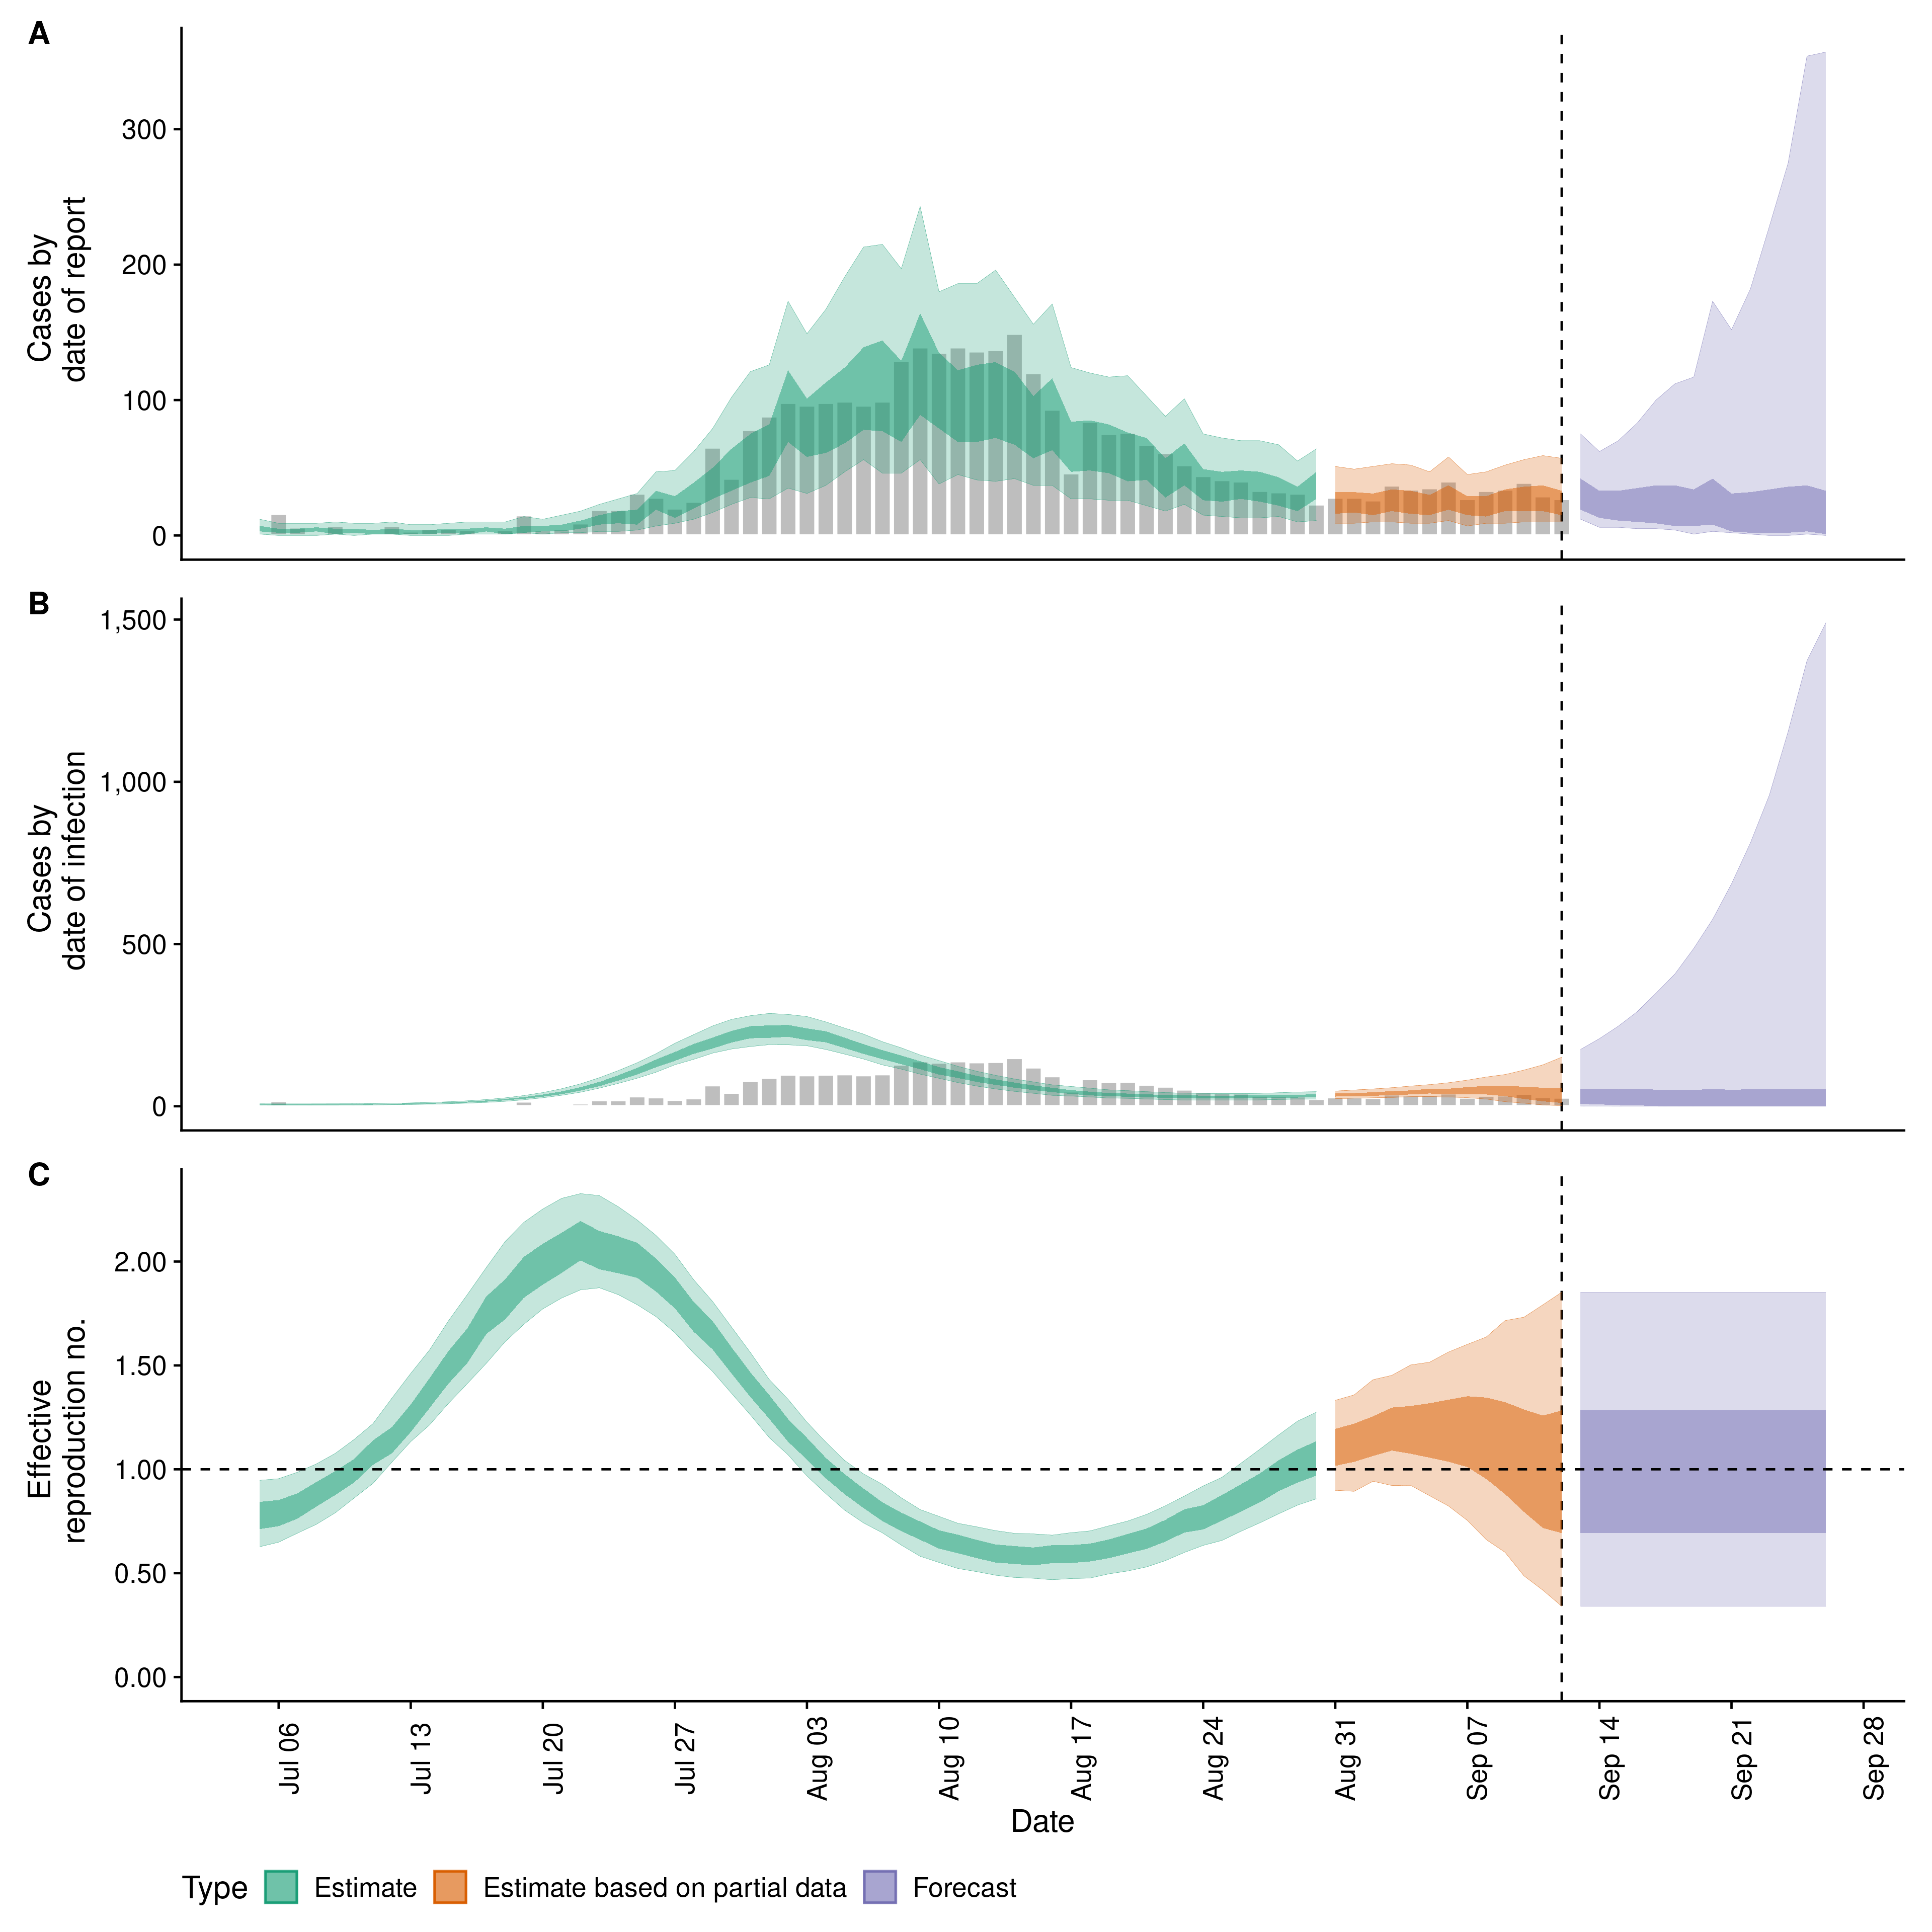 A
Cases by
date of report
300
200
100
0
B
Cases by
date of infection
1,500
1,000
500
0
C
Effective
reproduction no.
2.00
1.50
1.00
0.50
0.00
Jul 06
Jul 13
Jul 20
Jul 27
Aug 03
Aug 10
Aug 17
Aug 24
Aug 31
Sep 07
Sep 14
Sep 21
Sep 28
Date
Type Estimate Estimate based on partial data Forecast